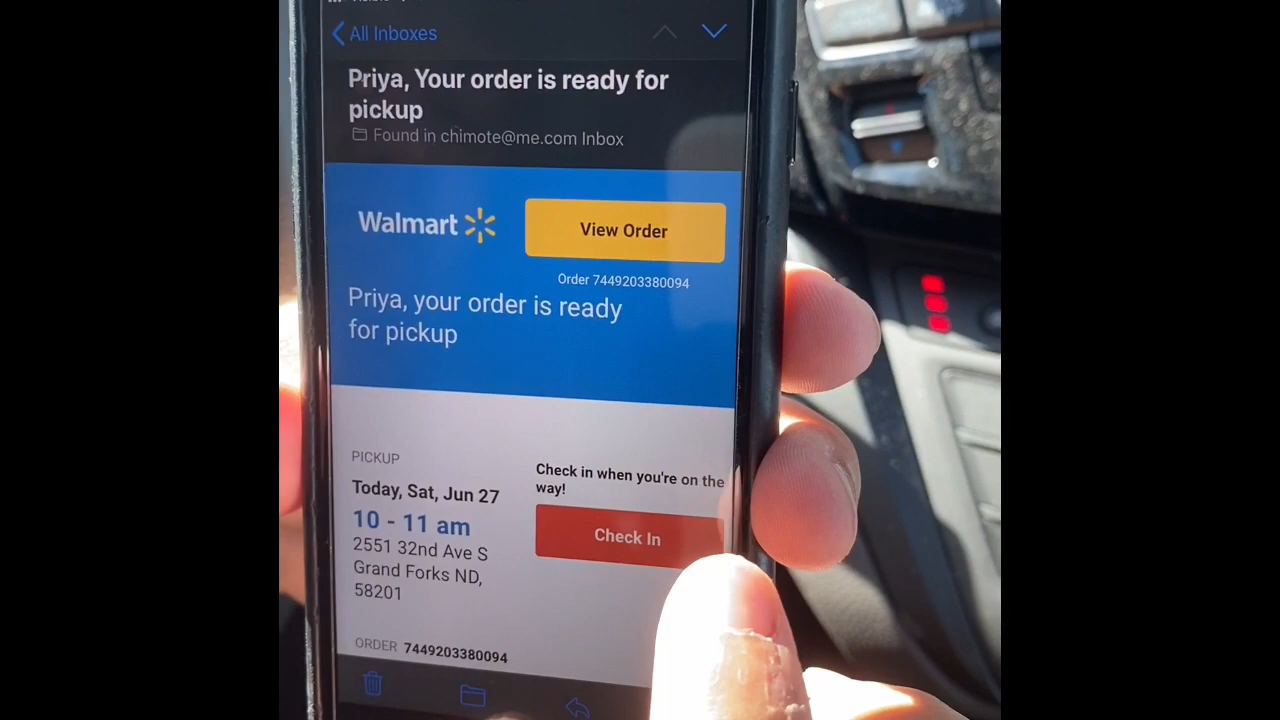 All Inboxes
Priya, Your order is ready for
pickup
Found in chimote@me.com Inbox
Walmart
View Order
Order 7449203380094
Priya, your order is ready
for pickup
PICKUP
Today, Sat, Jun 27
10 - 11 am
2551 32nd Ave S
Grand Forks ND,
58201
Check in when you're on the
way!
Check In
ORDER 7449203380094